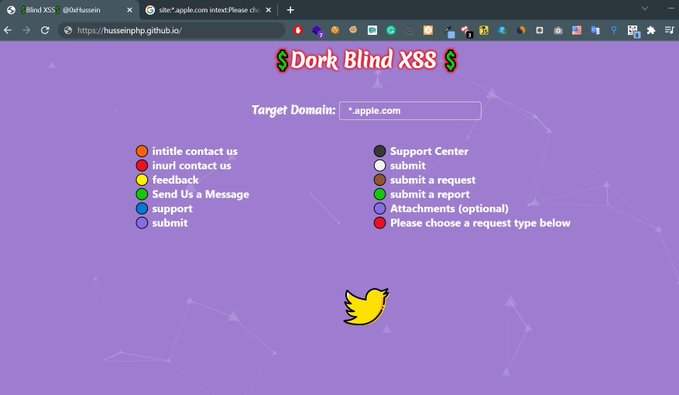 $Blind XSS$ @0xHussein
site:*.apple.com intext:Please cho
https://husseinphp.github.io/
$Dork Blind XSS $
Target Domain: *.apple.com
intitle contact us
inurl contact us
feedback
Send Us a Message
support
submit
Support Center
submit
submit a request
submit a report
Attachments (optional)
Please choose a request type below